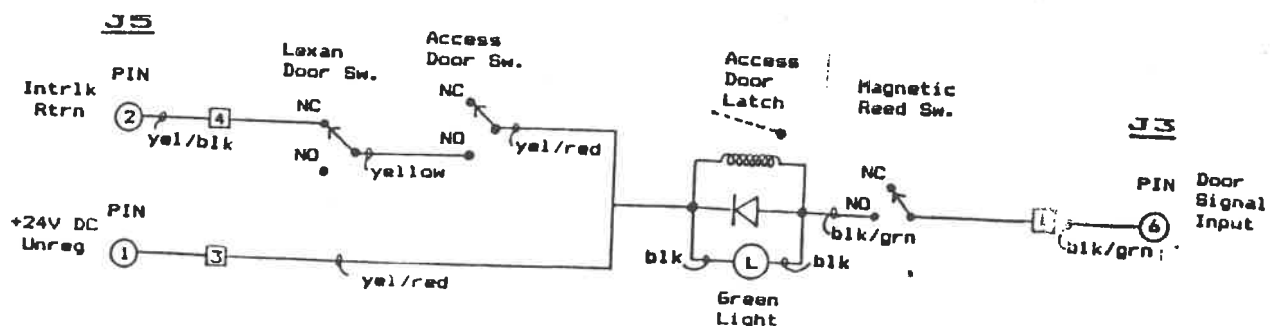 J5
Intrlk
Rtrn
PIN
2
4
yel/blk
Lexan
Door Sw.
NC
NO
yellow
Access
Door Sw.
NC
NO
yel/red
+24V DC
Unreg
PIN
1
3
yel/red
Access
Door
Latch
blk
L
blk
Green
Light
Magnetic
Reed Sw.
NC
NO
blk/grn
J3
PIN
6
Door
Signal
Input
blk/grn